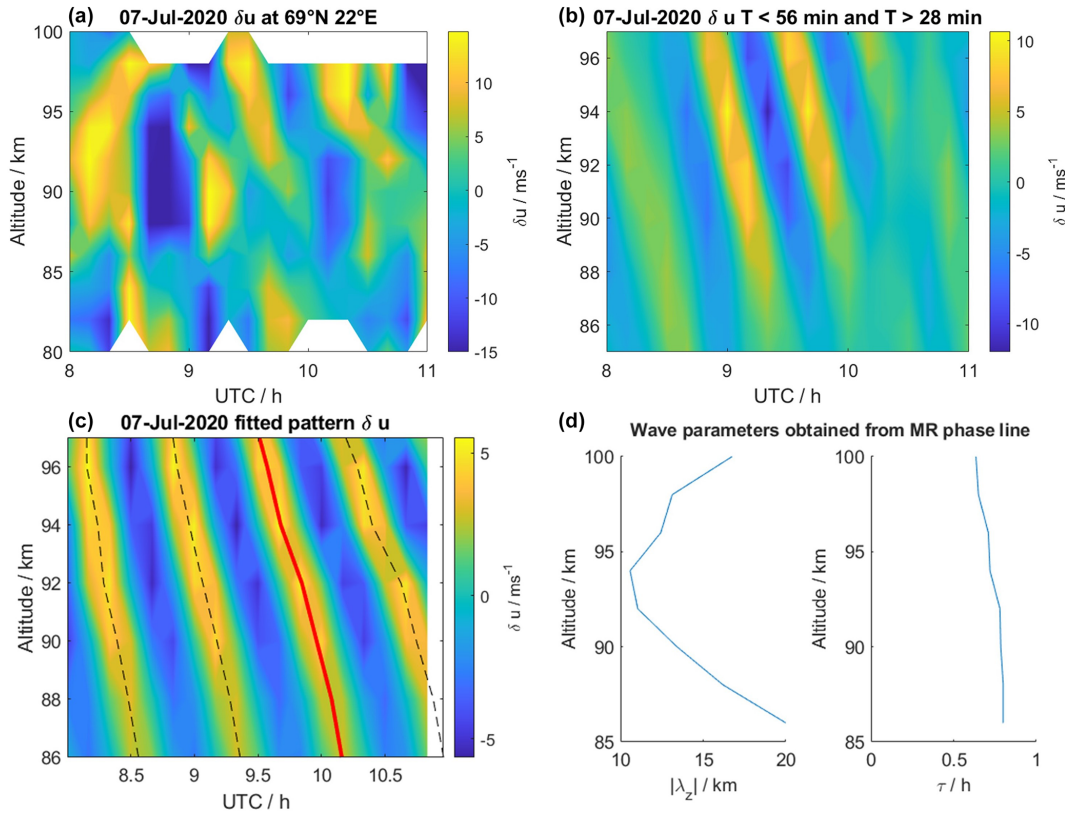 (a)
07-Jul-2020 δu at 69°N 22°E
100
95
90
85
80
Altitude / km
8
9
10
11
UTC / h
10
5
0
-5
-10
-15
δu / ms⁻¹
(b)
07-Jul-2020 δ u T < 56 min and T > 28 min
96
94
92
90
88
86
Altitude / km
8
9
10
11
UTC / h
10
5
0
-5
-10
δ u / ms⁻¹
(c)
07-Jul-2020 fitted pattern δ u
96
94
92
90
88
86
Altitude / km
8.5
9
9.5
10
10.5
UTC / h
5
0
-5
δ u / ms⁻¹
(d)
Wave parameters obtained from MR phase line
100
95
90
85
Altitude / km
10
15
20
|λz| / km
100
95
90
85
Altitude / km
0
0.5
1
τ / h